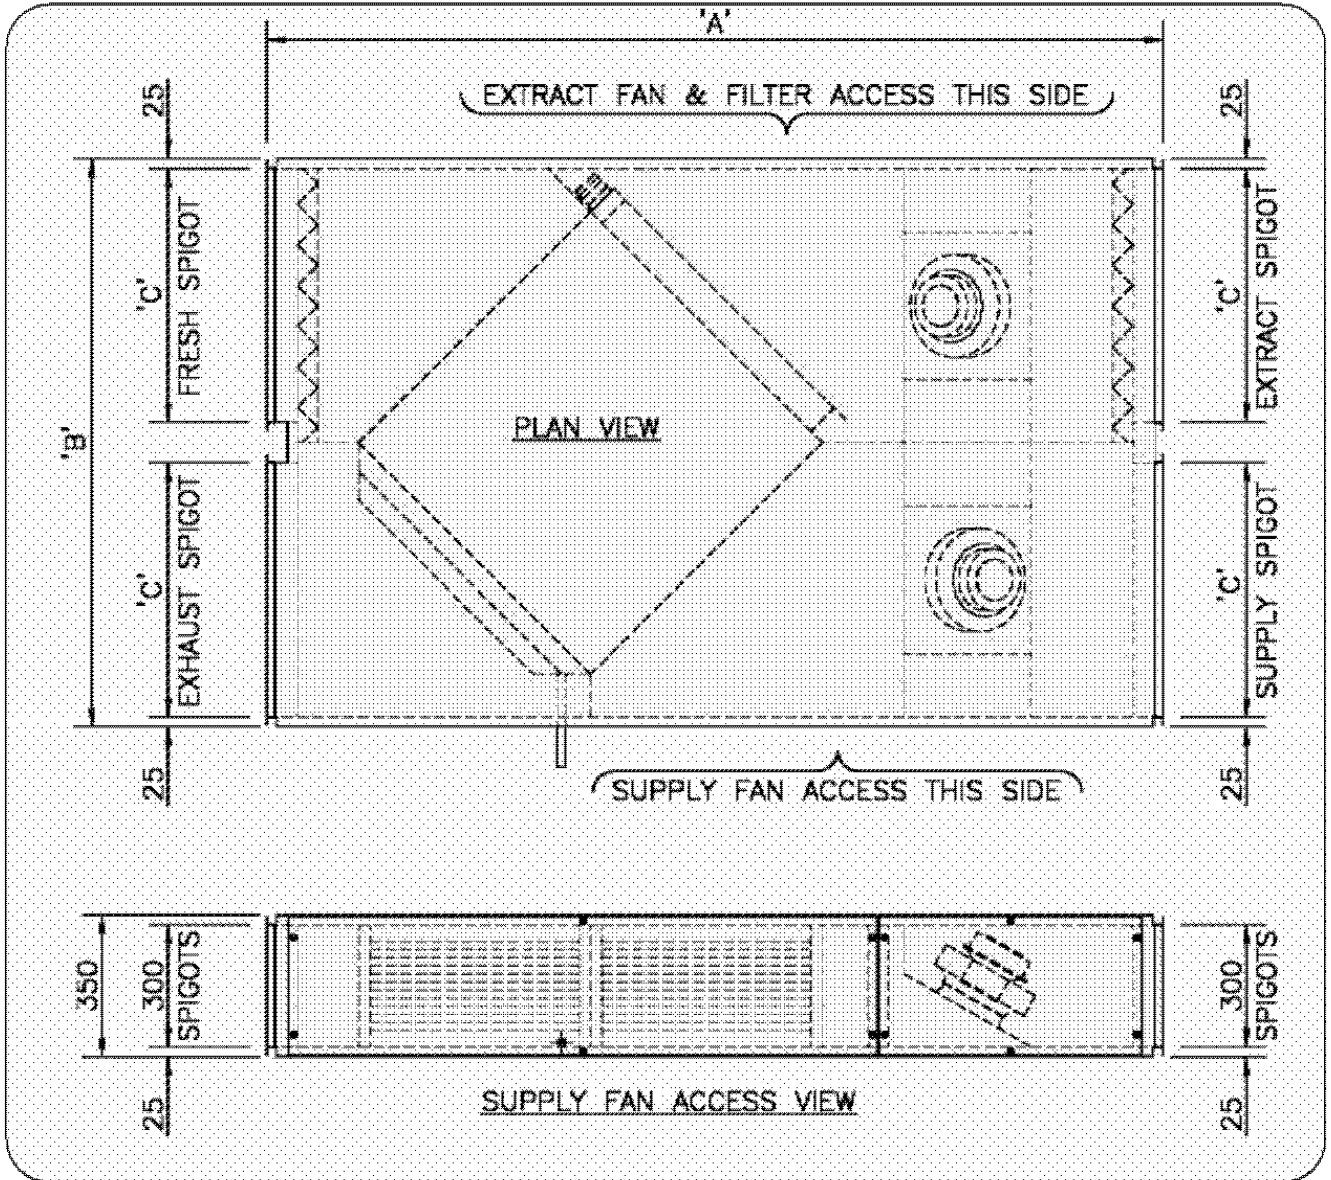 'A'
EXTRACT FAN & FILTER ACCESS THIS SIDE
25
25
'B'
'C'
FRESH SPIGOT
'C'
EXTRACT SPIGOT
PLAN VIEW
'C'
EXHAUST SPIGOT
'C'
SUPPLY SPIGOT
25
25
SUPPLY FAN ACCESS THIS SIDE
350
300
SPIGOTS
300
SPIGOTS
25
25
SUPPLY FAN ACCESS VIEW